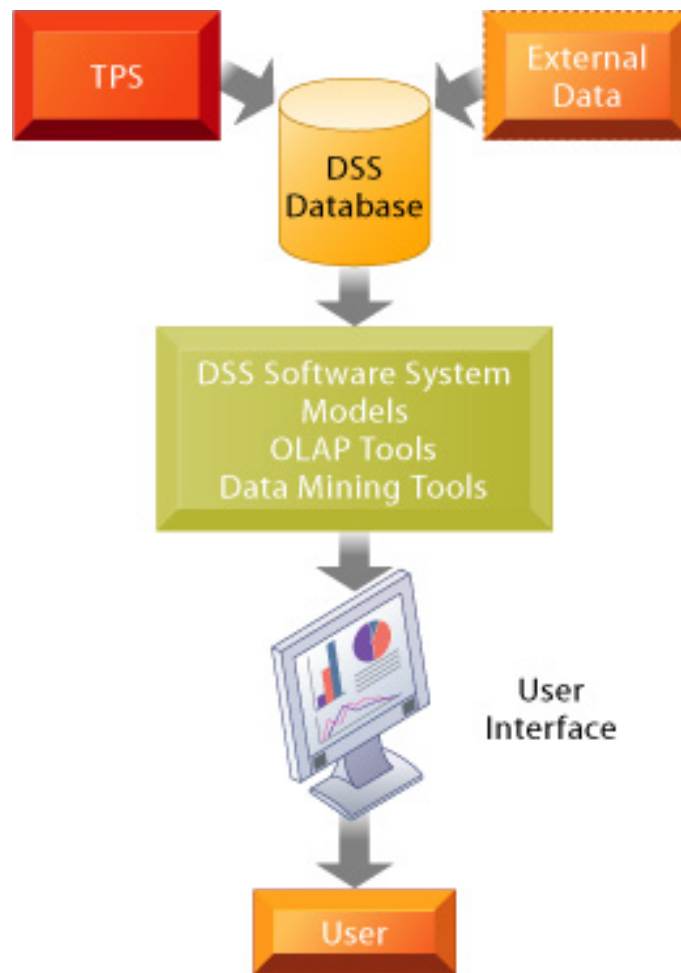 TPS
External
Data
DSS
Database
DSS Software System
Models
OLAP Tools
Data Mining Tools
User
Interface
User